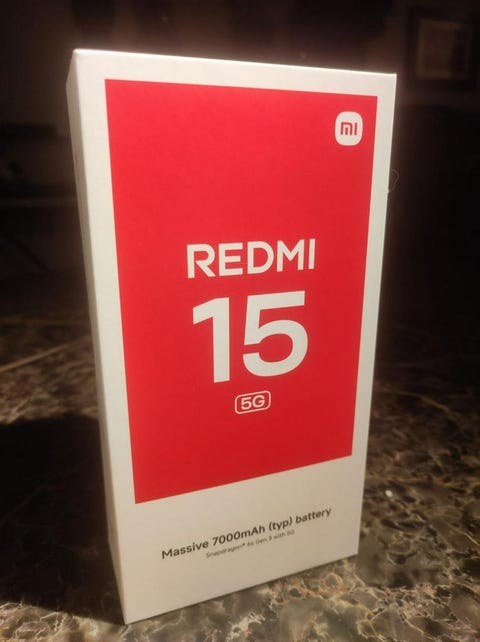 mi
REDMI
15
5G
Massive 7000mAh (typ) battery
Snapdragon® 6s Gen 3 with 5G